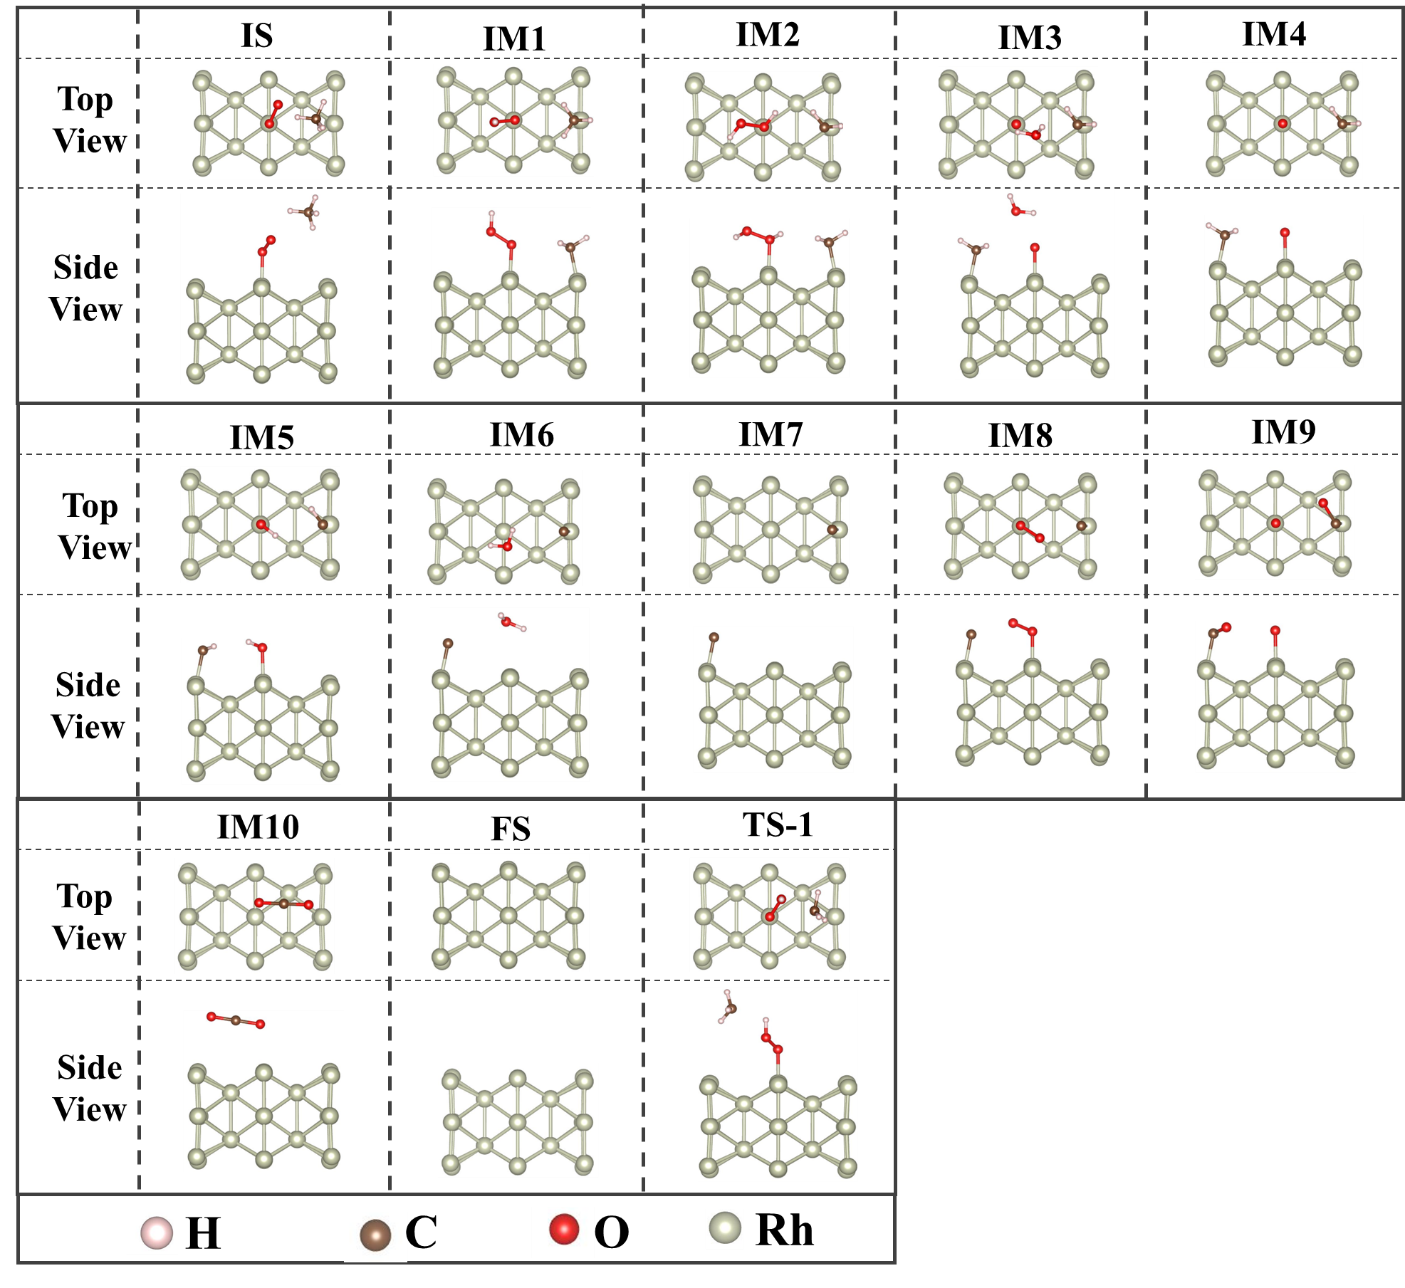 IS IM1 IM2 IM3 IM4
Top
View
Side
View
IM5 IM6 IM7 IM8 IM9
Top
View
Side
View
IM10 FS TS-1
Top
View
Side
View
H C O Rh